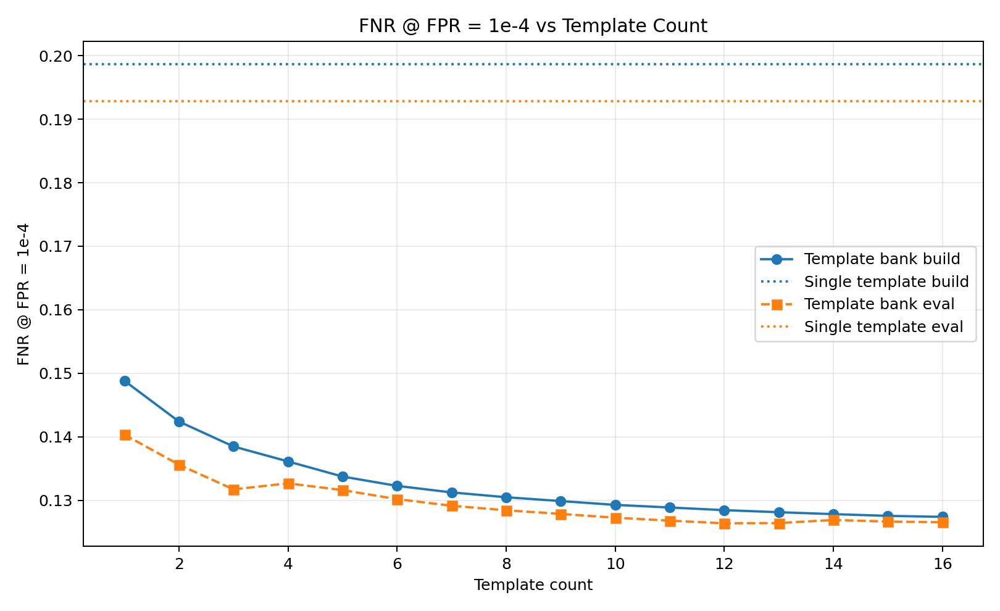 FNR @ FPR = 1e-4 vs Template Count
FNR @ FPR = 1e-4
0.20
0.19
0.18
0.17
0.16
0.15
0.14
0.13
Template bank build
Single template build
Template bank eval
Single template eval
2 4 6 8 10 12 14 16
Template count